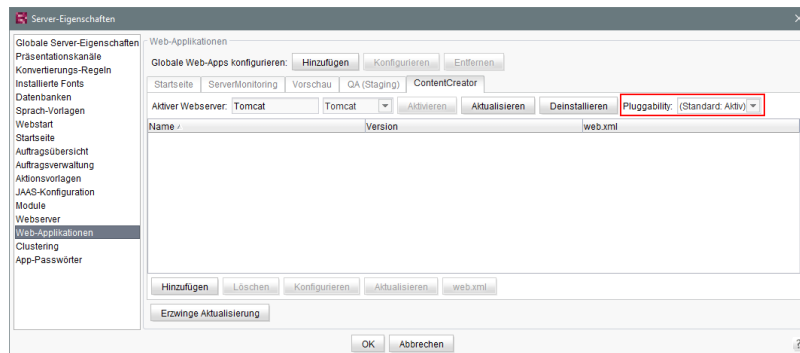 Server-Eigenschaften
Globale Server-Eigenschaften
Präsentationskanäle
Konvertierungs-Regeln
Installierte Fonts
Datenbanken
Sprach-Vorlagen
Webstart
Startseite
Auftragsübersicht
Auftragsverwaltung
Aktionsvorlagen
JAAS-Konfiguration
Module
Webserver
Web-Applikationen
Clustering
App-Passwörter
Web-Applikationen
Globale Web-Apps konfigurieren: Hinzufügen Konfigurieren Entfernen
Startseite ServerMonitoring Vorschau QA (Staging) ContentCreator
Aktiver Webserver: Tomcat Tomcat Aktivieren Aktualisieren Deinstallieren Pluggability: (Standard: Aktiv)
Name Version web.xml
Hinzufügen Löschen Konfigurieren Aktualisieren web.xml
Erzwinge Aktualisierung
OK Abbrechen
?